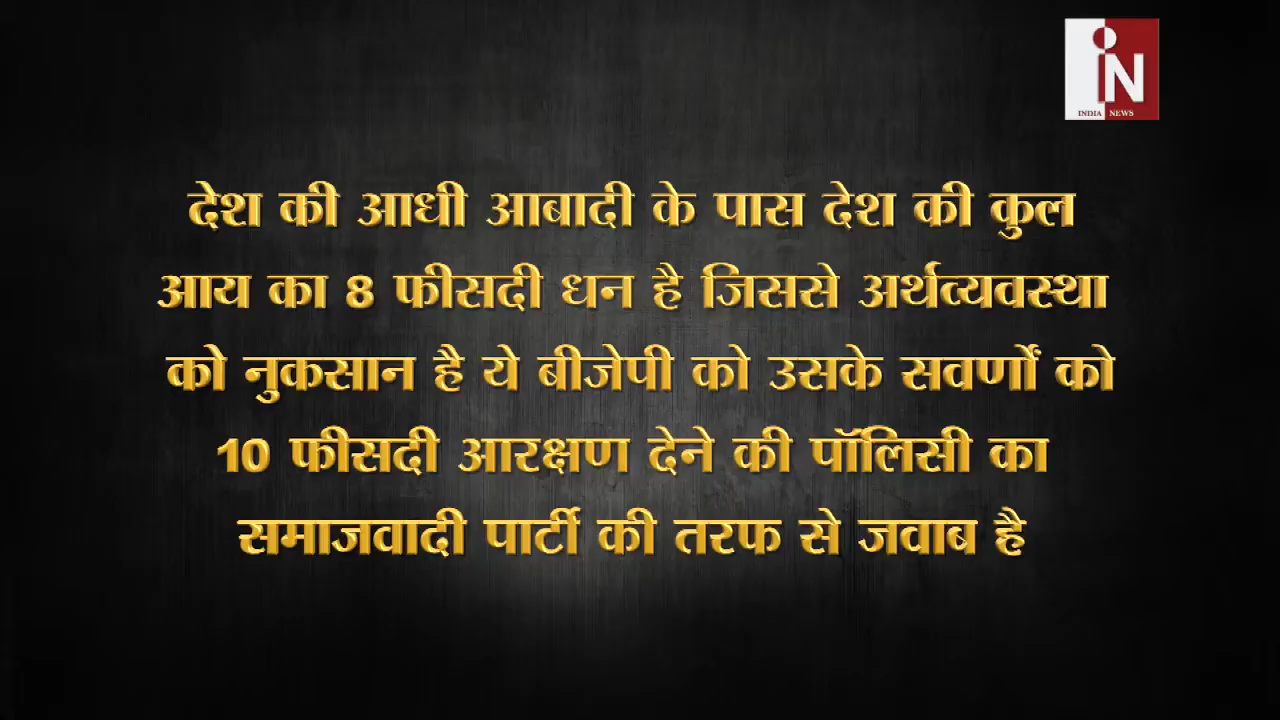 IN
INDIA NEWS
देश की आधी आबादी के पास देश की कुल
आय का 8 फीसदी धन है जिससे अर्थव्यवस्था
को नुकसान है ये बीजेपी को उसके सवर्णों को
10 फीसदी आरक्षण देने की पॉलिसी का
समाजवादी पार्टी की तरफ से जवाब है